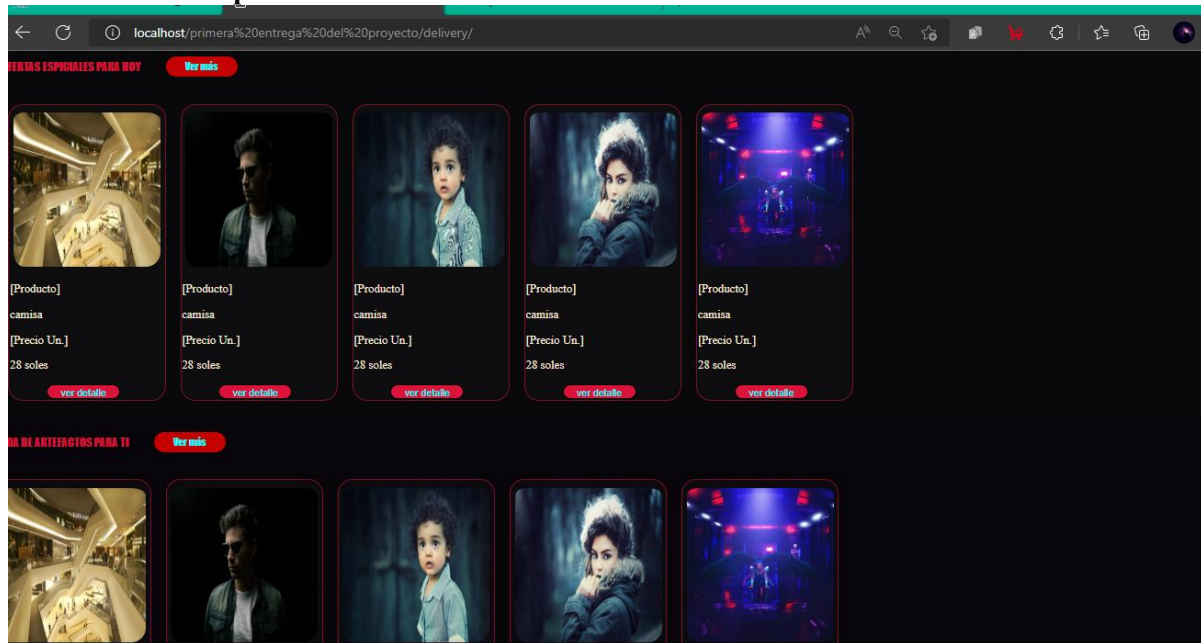 localhost/primera%20entrega%20del%20proyecto/delivery/
FERTAS ESPICIALES PARA HOY Ver más
[Producto] [Producto] [Producto] [Producto] [Producto]
camisa camisa camisa camisa camisa
[Precio Un.] [Precio Un.] [Precio Un.] [Precio Un.] [Precio Un.]
28 soles 28 soles 28 soles 28 soles 28 soles
ver detalle ver detalle ver detalle ver detalle ver detalle
DA DE ARTEFACTOS PARA TI Ver más